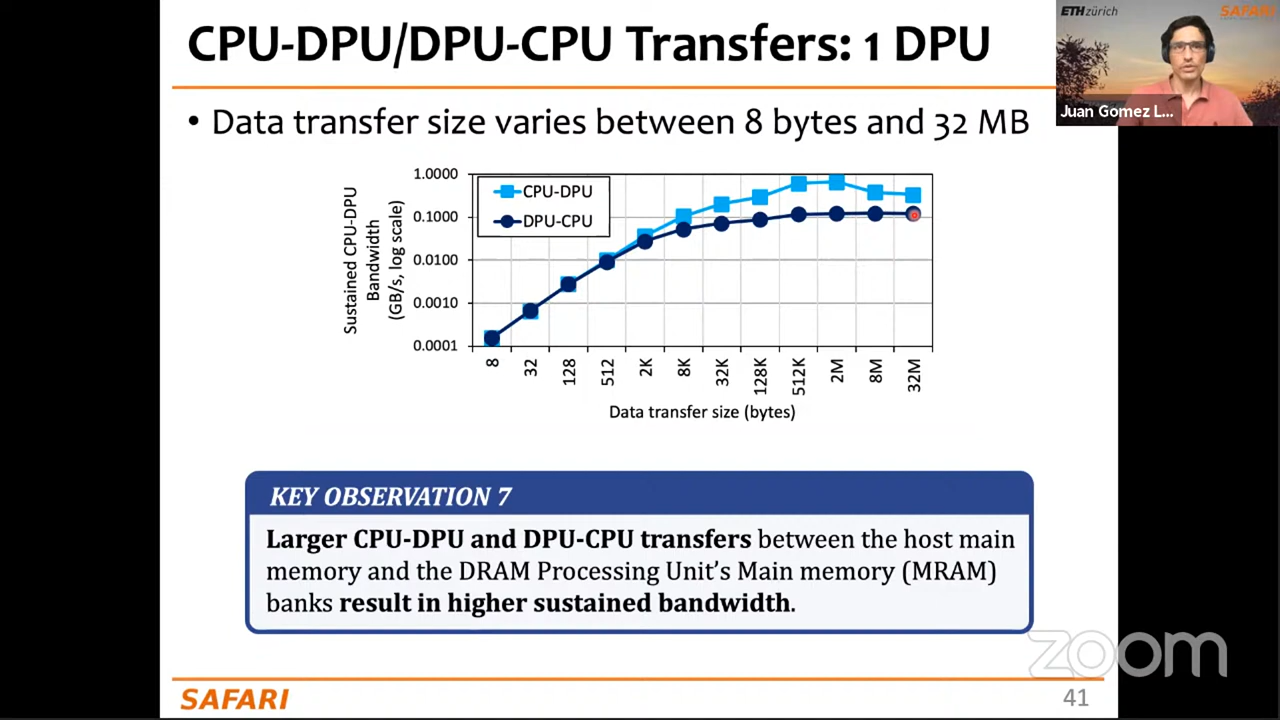 CPU-DPU/DPU-CPU Transfers: 1 DPU
ETH zürich
SAFARI
Juan Gómez L...
• Data transfer size varies between 8 bytes and 32 MB
Sustained CPU-DPU
Bandwidth
(GB/s, log scale)
1.0000
0.1000
0.0100
0.0010
0.0001
CPU-DPU
DPU-CPU
8
32
128
512
2K
8K
32K
128K
512K
2M
8M
32M
Data transfer size (bytes)
KEY OBSERVATION 7
Larger CPU-DPU and DPU-CPU transfers between the host main
memory and the DRAM Processing Unit's Main memory (MRAM)
banks result in higher sustained bandwidth.
zoom
SAFARI
41